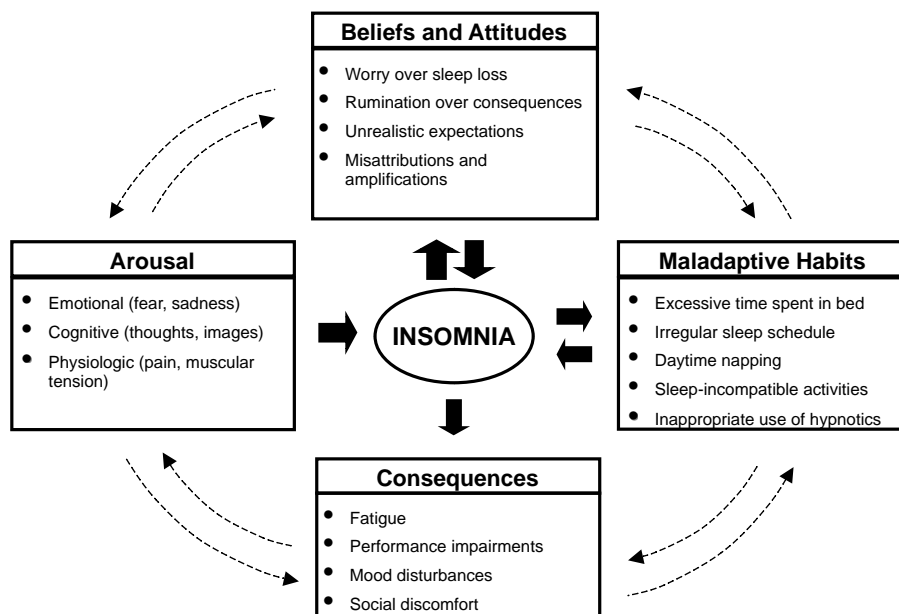 Beliefs and Attitudes
• Worry over sleep loss
• Rumination over consequences
• Unrealistic expectations
• Misattributions and
amplifications
Arousal
• Emotional (fear, sadness)
• Cognitive (thoughts, images)
• Physiologic (pain, muscular
tension)
INSOMNIA
Maladaptive Habits
• Excessive time spent in bed
• Irregular sleep schedule
• Daytime napping
• Sleep-incompatible activities
• Inappropriate use of hypnotics
Consequences
• Fatigue
• Performance impairments
• Mood disturbances
• Social discomfort